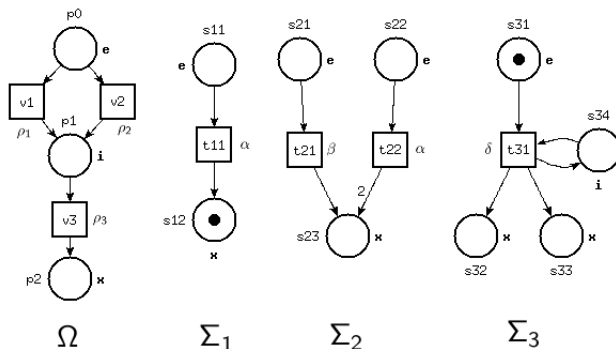 p0
e
v1
v2
ρ1
p1
ρ2
i
v3
ρ3
p2
x
Ω
s11
e
t11
α
s12
x
Σ1
s21
s22
e
e
t21
β
t22
α
2
s23
x
Σ2
s31
e
s34
δ
t31
i
x
x
s32
s33
Σ3